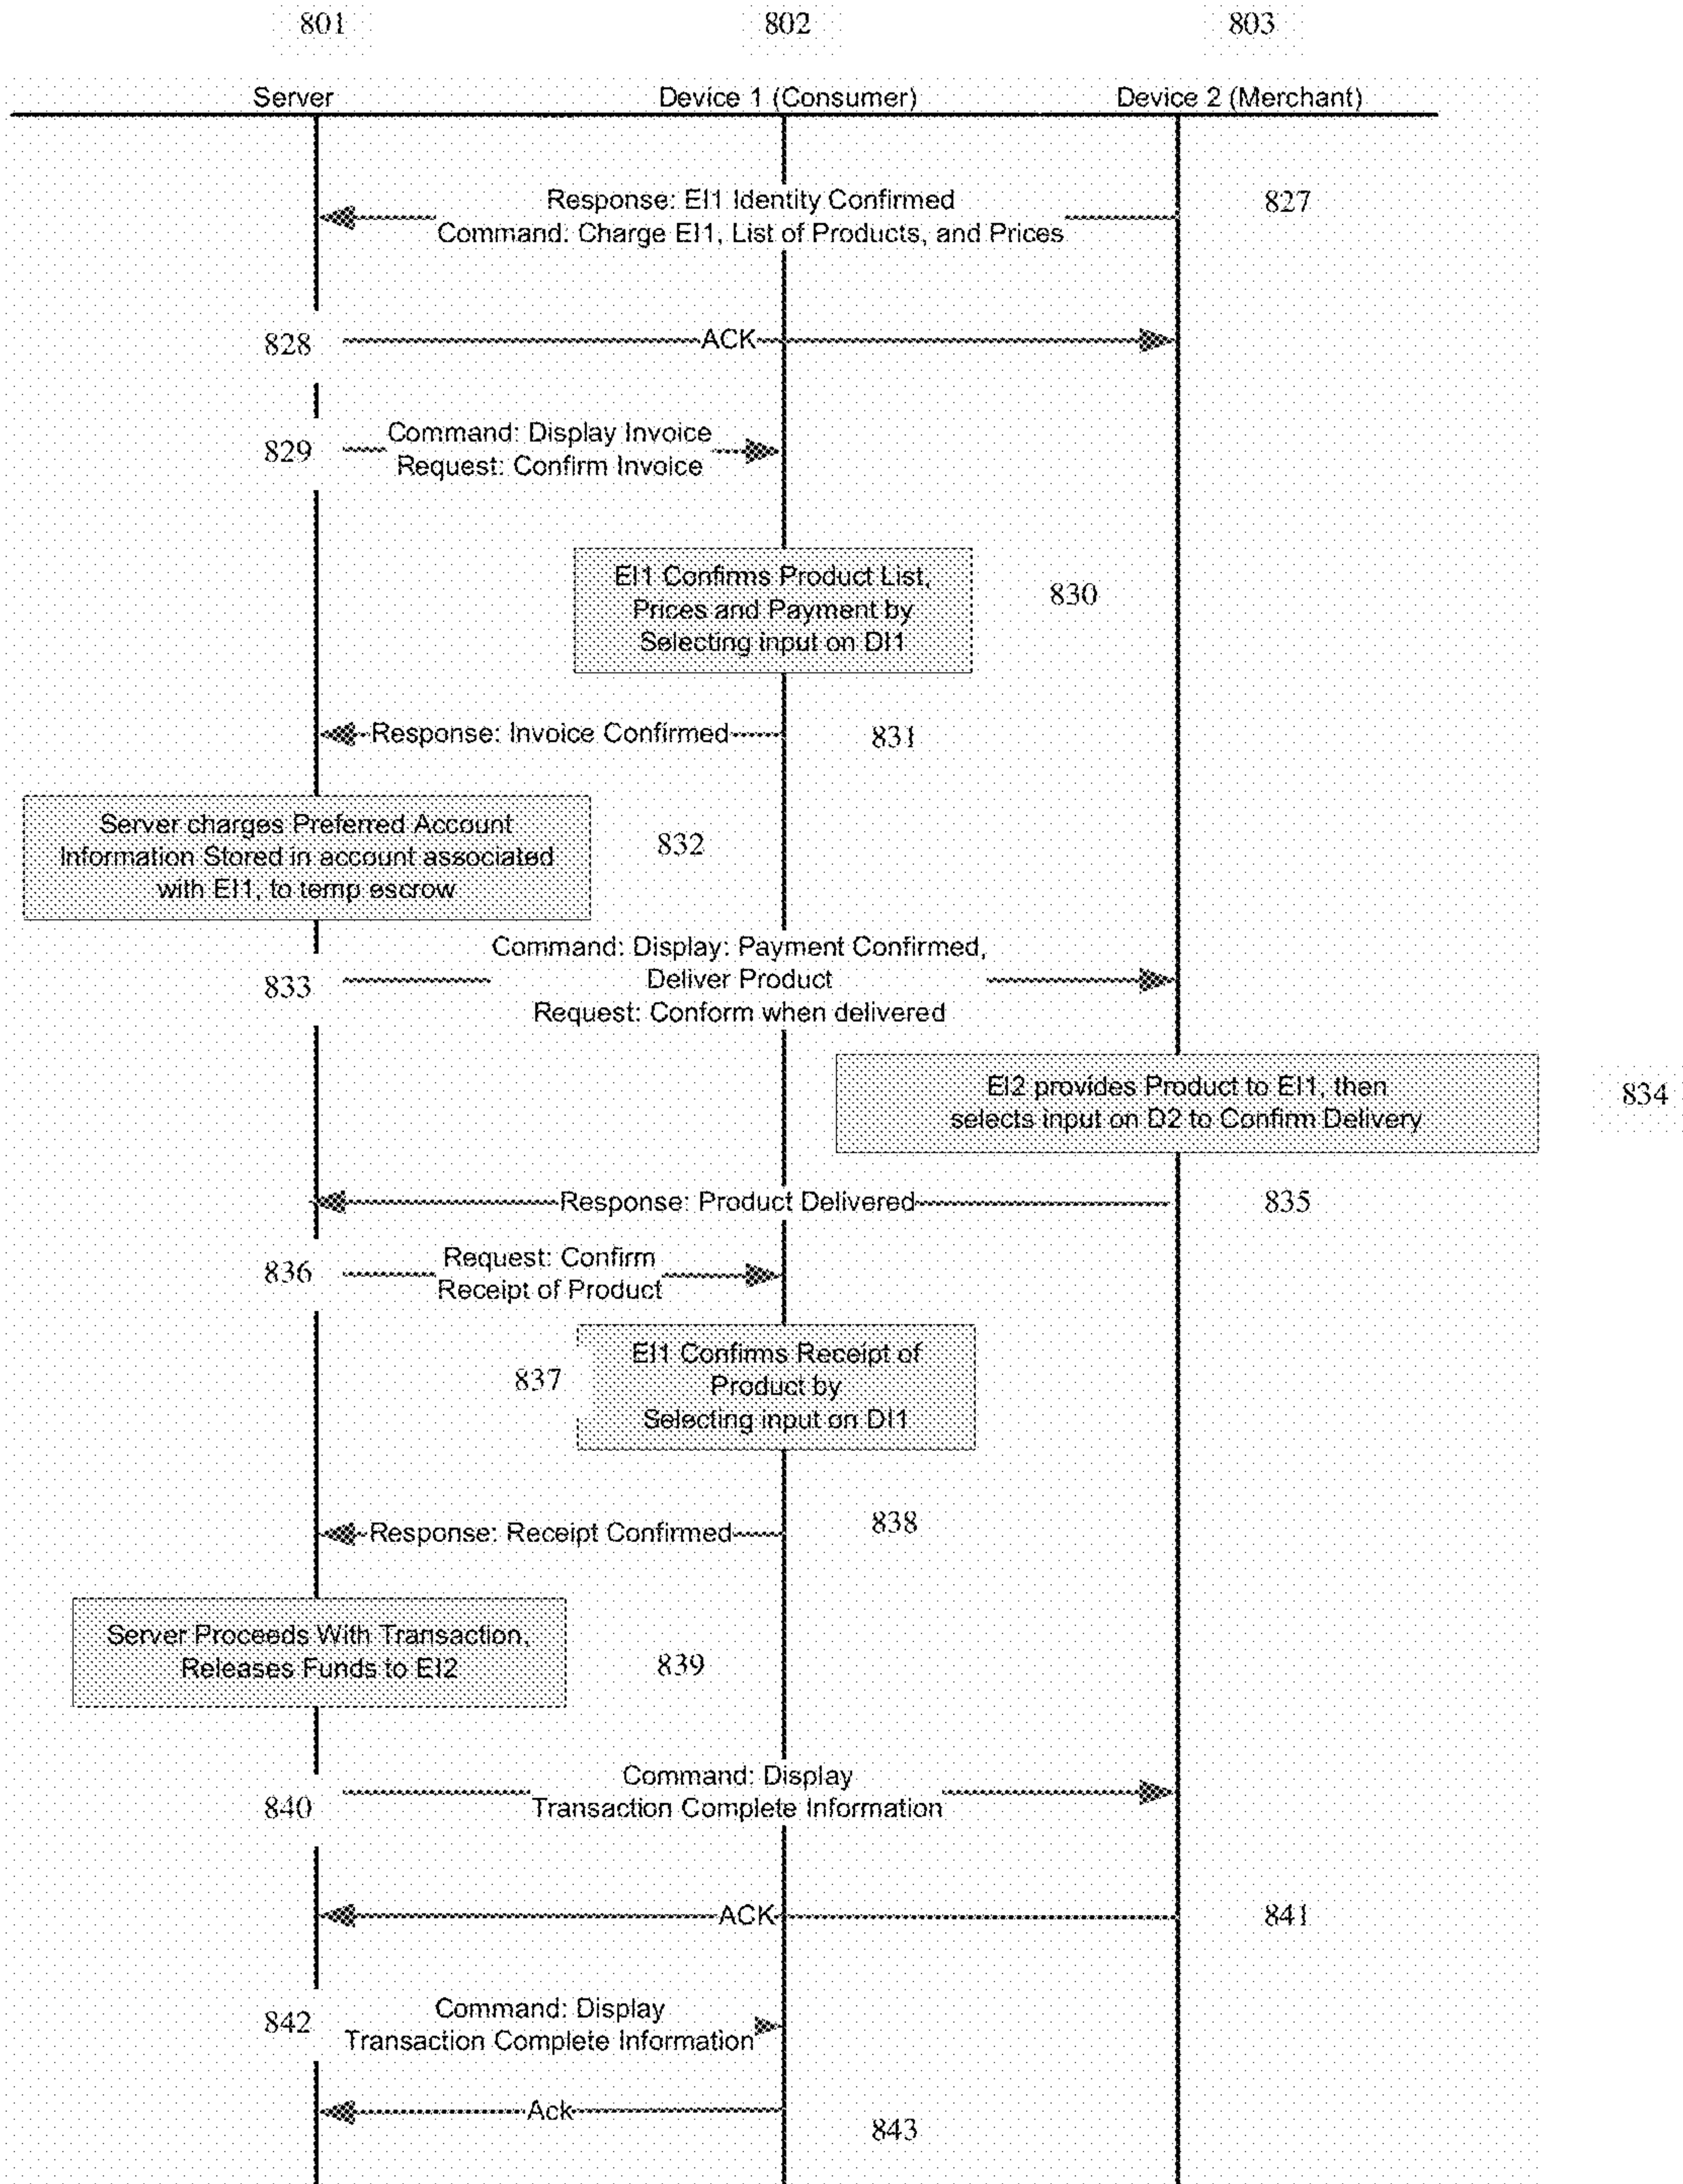 801 802 803
Server Device 1 (Consumer) Device 2 (Merchant)
Response: EI1 Identity Confirmed
827
Command: Charge EI1, List of Products, and Prices
828 ACK
Command: Display Invoice
829
Request: Confirm Invoice
EI1 Confirms Product List,
Prices and Payment by
830
Selecting input on DI1
Response: Invoice Confirmed 831
Server charges Preferred Account
Information Stored in account associated
832
with EI1, to temp escrow
Command: Display: Payment Confirmed,
Deliver Product
833
Request: Conform when delivered
EI2 provides Product to EI1, then
834
selects input on D2 to Confirm Delivery
Response: Product Delivered 835
Request: Confirm
836
Receipt of Product
EI1 Confirms Receipt of
837
Product by
Selecting input on DI1
838
Response: Receipt Confirmed
Server Proceeds With Transaction,
Releases Funds to EI2
839
Command: Display
840
Transaction Complete Information
ACK 841
Command: Display
842
Transaction Complete Information
Ack
843